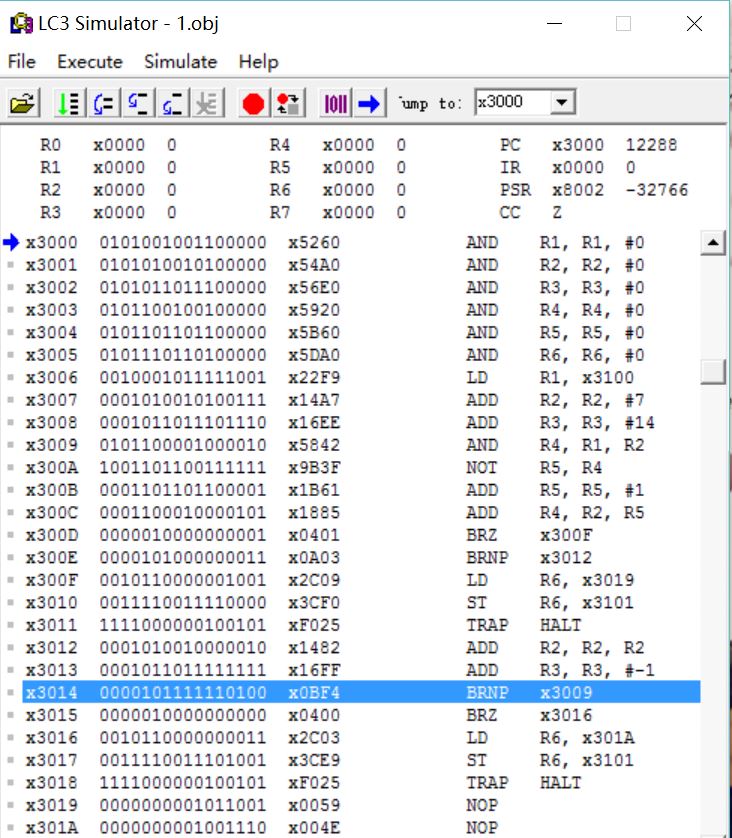 LC3 Simulator - 1.obj
File Execute Simulate Help
Jump to: x3000
R0 x0000 0 R4 x0000 0 PC x3000 12288
R1 x0000 0 R5 x0000 0 IR x0000 0
R2 x0000 0 R6 x0000 0 PSR x8002 -32766
R3 x0000 0 R7 x0000 0 CC Z
x3000 0101001001100000 x5260 AND R1, R1, #0
x3001 0101010010100000 x54A0 AND R2, R2, #0
x3002 0101011011100000 x56E0 AND R3, R3, #0
x3003 0101100100100000 x5920 AND R4, R4, #0
x3004 0101101101100000 x5B60 AND R5, R5, #0
x3005 0101110110100000 x5DA0 AND R6, R6, #0
x3006 0010001011111001 x22F9 LD R1, x3100
x3007 0001010010100111 x14A7 ADD R2, R2, #7
x3008 0001011011101110 x16EE ADD R3, R3, #14
x3009 0101100001000010 x5842 AND R4, R1, R2
x300A 1001101100111111 x9B3F NOT R5, R4
x300B 0001101101100001 x1B61 ADD R5, R5, #1
x300C 0001100010000101 x1885 ADD R4, R2, R5
x300D 0000010000000001 x0401 BRZ x300F
x300E 0000101000000011 x0A03 BRNP x3012
x300F 0010110000001001 x2C09 LD R6, x3019
x3010 0011110011110000 x3CF0 ST R6, x3101
x3011 1111000000100101 xF025 TRAP HALT
x3012 0001010010000010 x1482 ADD R2, R2, R2
x3013 0001011011111111 x16FF ADD R3, R3, #-1
x3014 0000101111110100 x0BF4 BRNP x3009
x3015 0000010000000000 x0400 BRZ x3016
x3016 0010110000000011 x2C03 LD R6, x301A
x3017 0011110011101001 x3CE9 ST R6, x3101
x3018 1111000000100101 xF025 TRAP HALT
x3019 0000000001011001 x0059 NOP
x301A 0000000001001110 x004E NOP